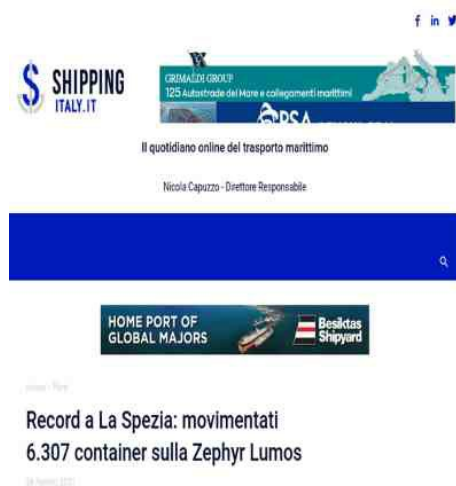 f in
SHIPPING
ITALY.IT
GRIMALDI GROUP
125 Autostrade del Mare e collegamenti marittimi
PSA
Il quotidiano online del trasporto marittimo
Nicola Capuzzo - Direttore Responsabile
HOME PORT OF
GLOBAL MAJORS
Besiktas
Shipyard
Record a La Spezia: movimentati
6.307 container sulla Zephyr Lumos